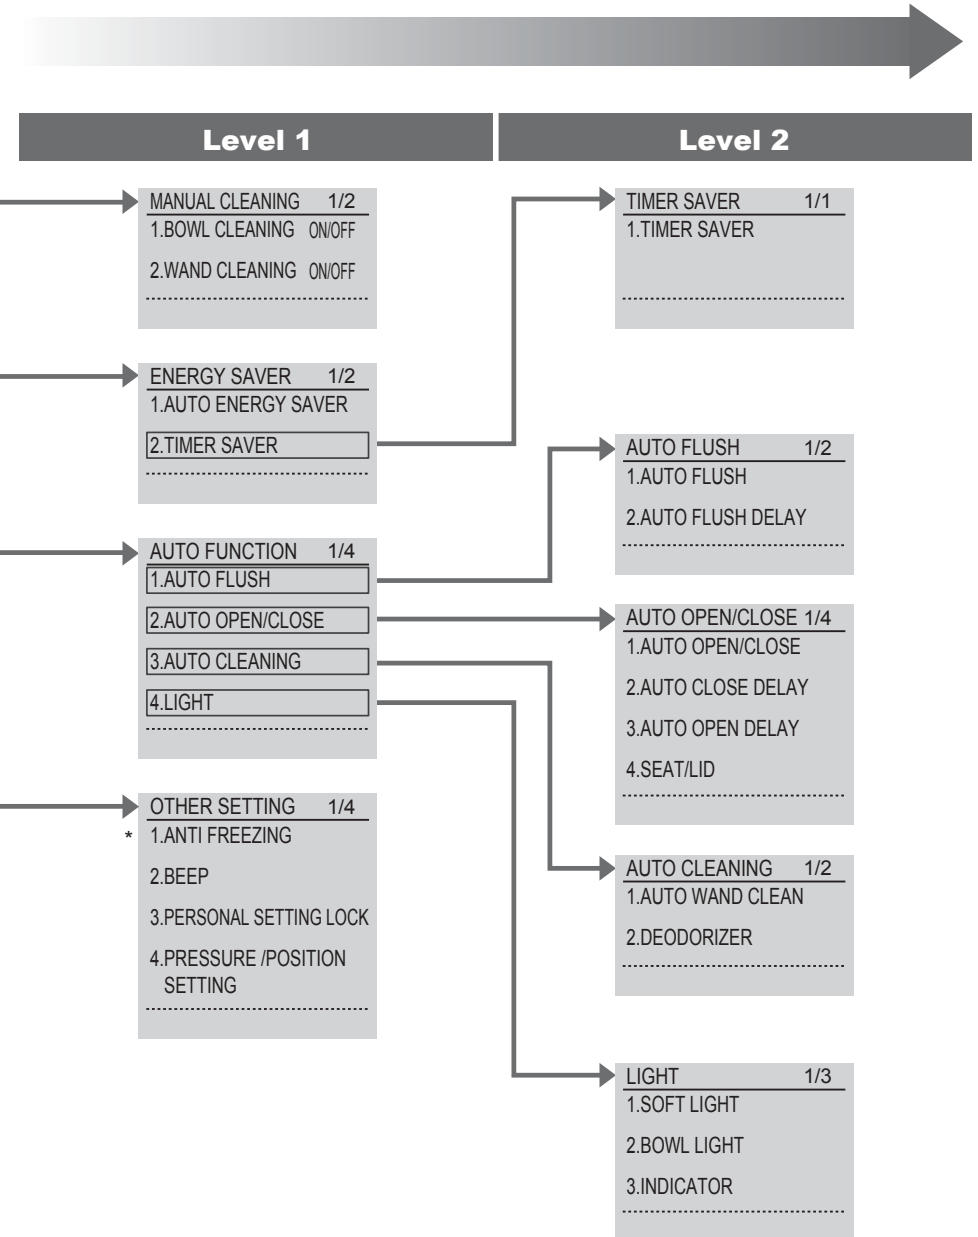 Level 1
Level 2
MANUAL CLEANING 1/2
1.BOWL CLEANING ON/OFF
2.WAND CLEANING ON/OFF
ENERGY SAVER 1/2
1.AUTO ENERGY SAVER
2.TIMER SAVER
AUTO FUNCTION 1/4
1.AUTO FLUSH
2.AUTO OPEN/CLOSE
3.AUTO CLEANING
4.LIGHT
OTHER SETTING 1/4
* 1.ANTI FREEZING
2.BEEP
3.PERSONAL SETTING LOCK
4.PRESSURE /POSITION
SETTING
TIMER SAVER 1/1
1.TIMER SAVER
AUTO FLUSH 1/2
1.AUTO FLUSH
2.AUTO FLUSH DELAY
AUTO OPEN/CLOSE 1/4
1.AUTO OPEN/CLOSE
2.AUTO CLOSE DELAY
3.AUTO OPEN DELAY
4.SEAT/LID
AUTO CLEANING 1/2
1.AUTO WAND CLEAN
2.DEODORIZER
LIGHT 1/3
1.SOFT LIGHT
2.BOWL LIGHT
3.INDICATOR